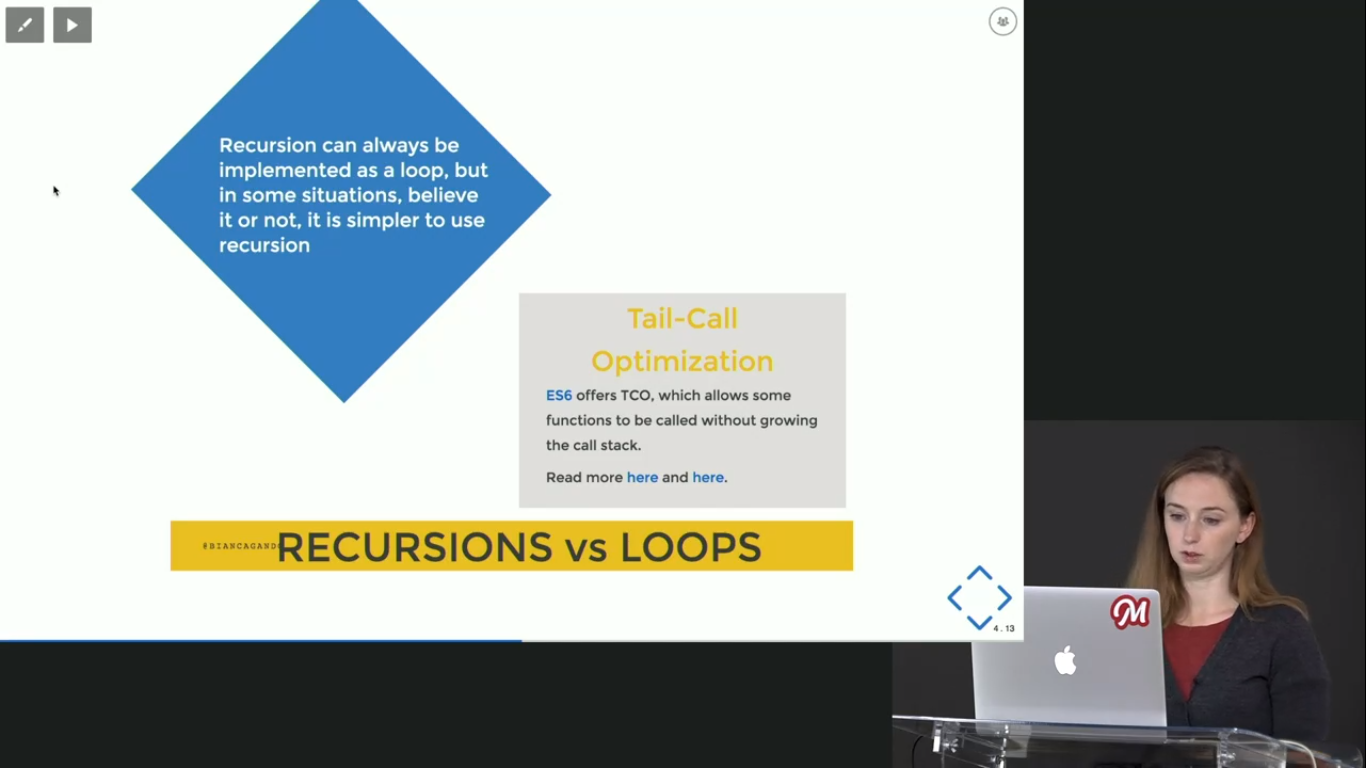 Recursion can always be
implemented as a loop, but
in some situations, believe
it or not, it is simpler to use
recursion
Tail-Call
Optimization
ES6 offers TCO, which allows some
functions to be called without growing
the call stack.
Read more here and here.
#BIANCAGAND
RECURSIONS vs LOOPS
4.13
M